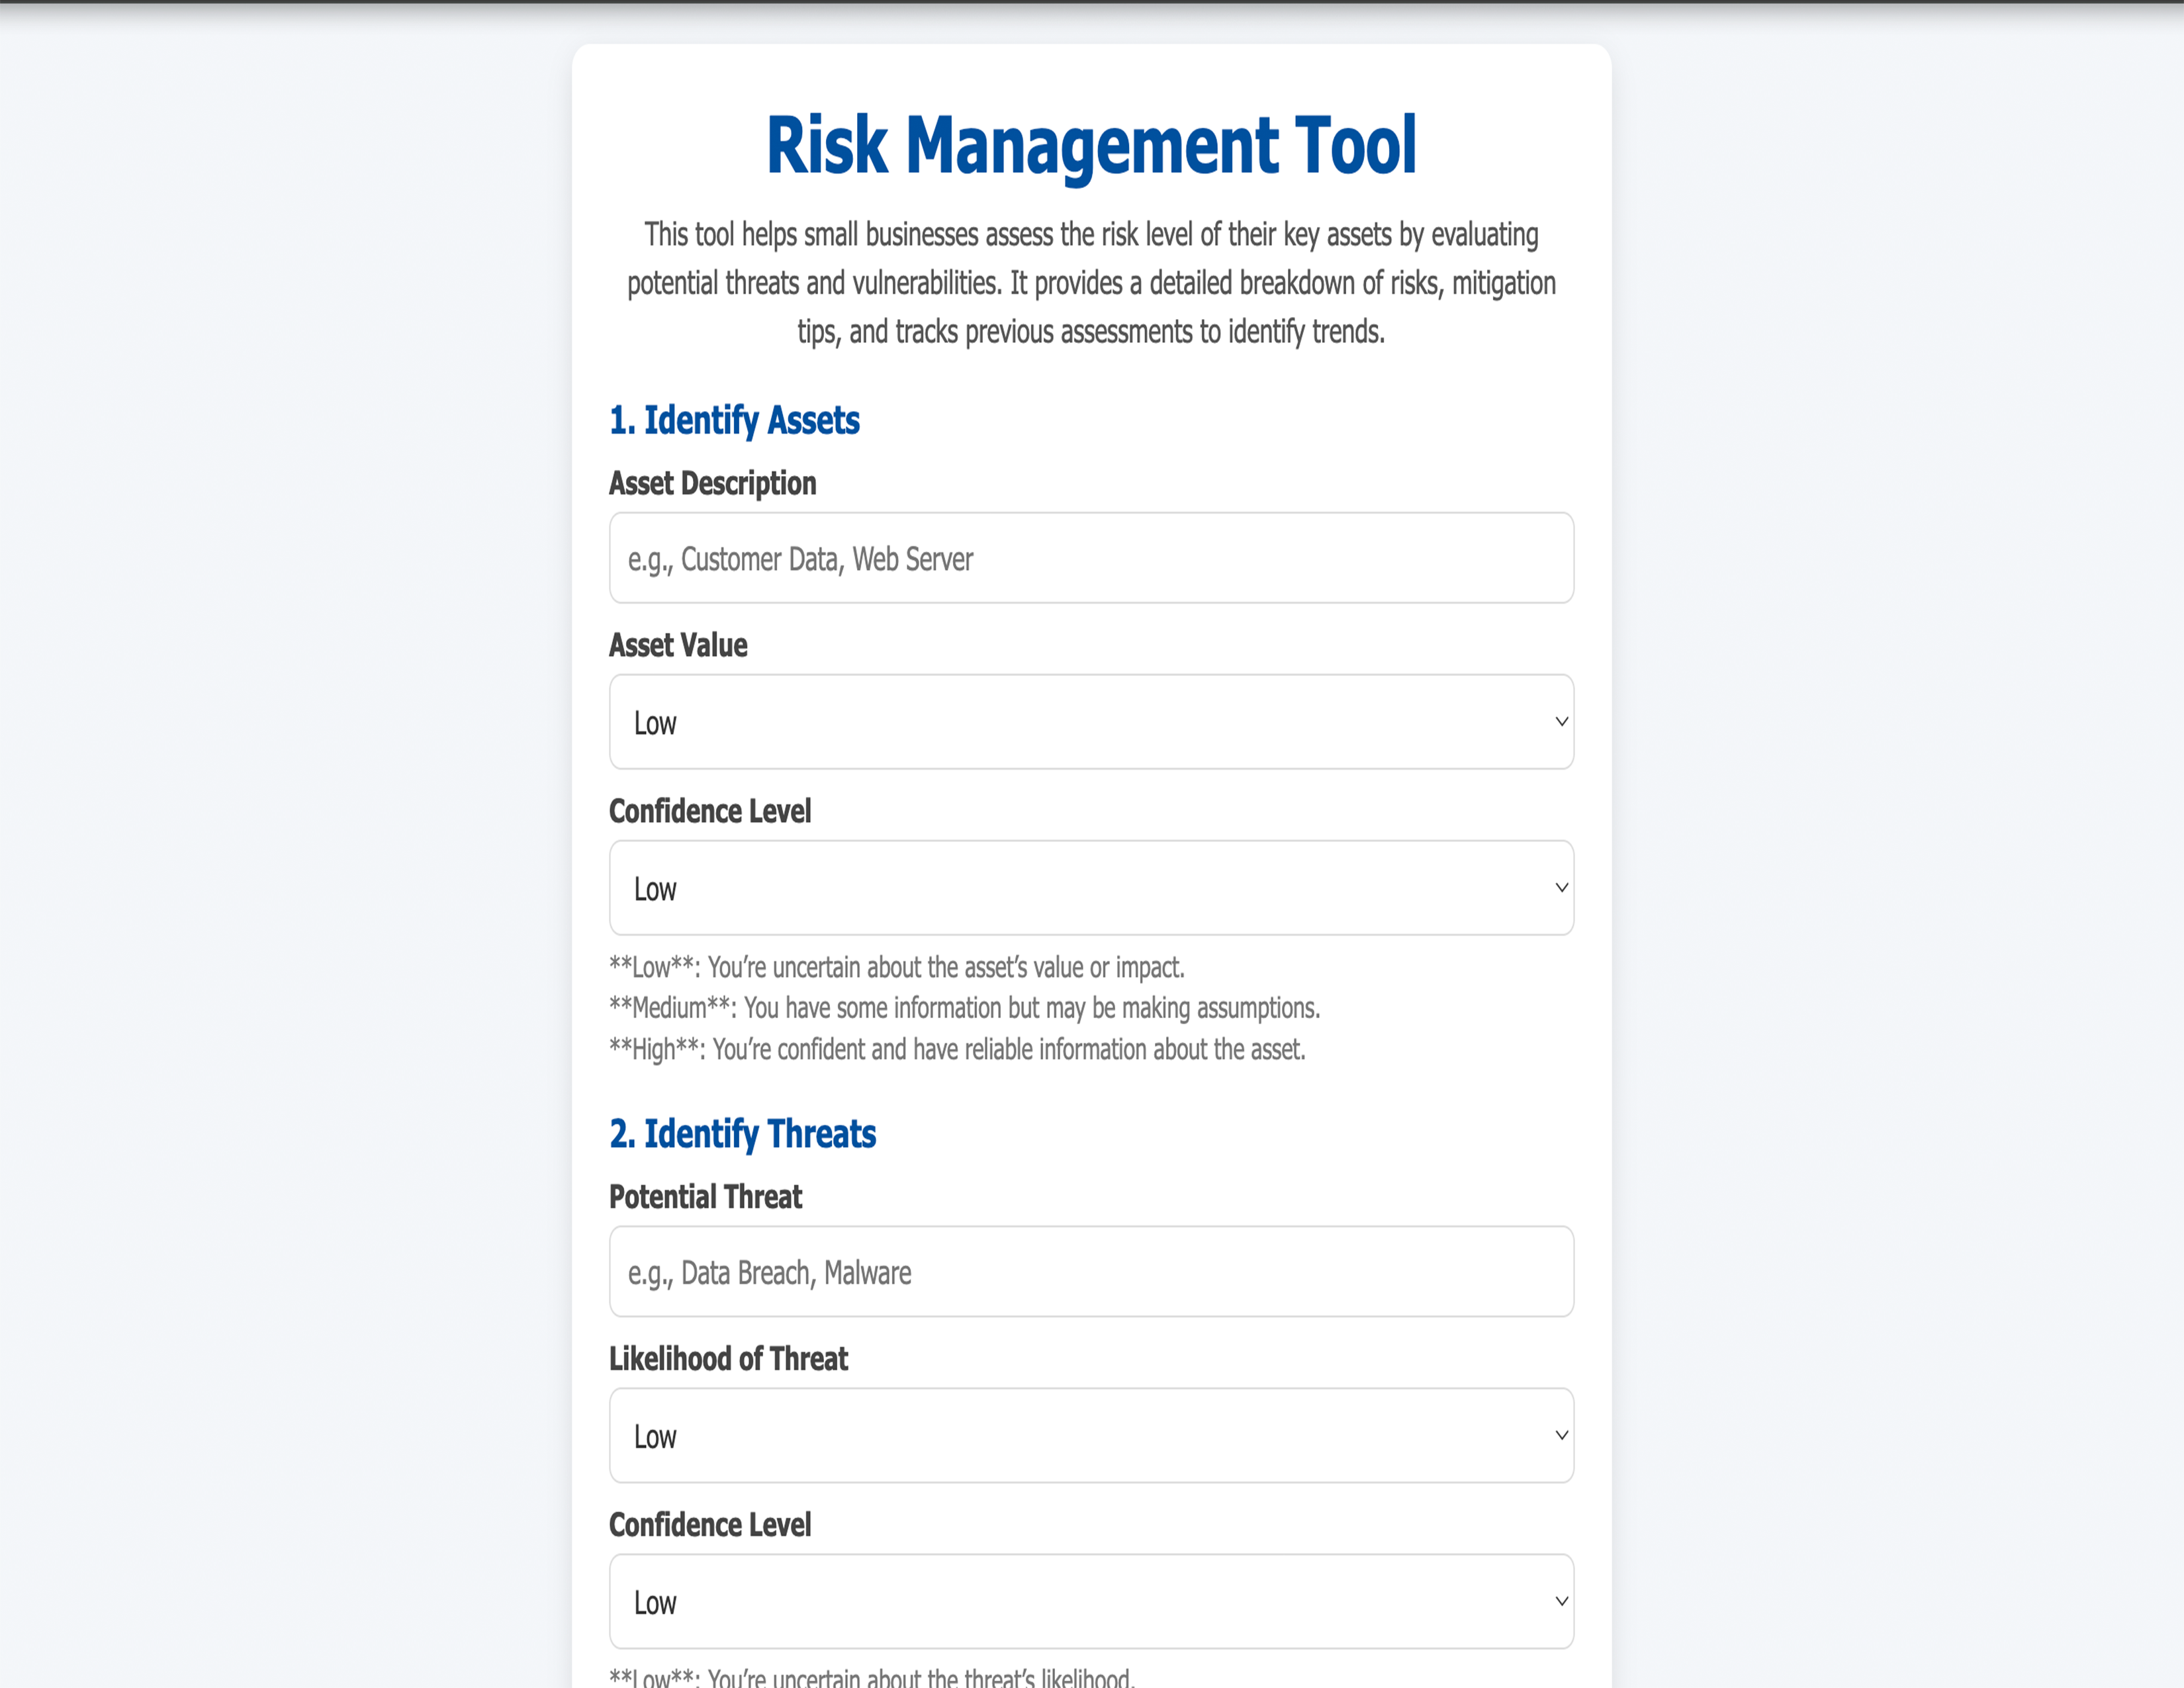 Risk Management Tool
This tool helps small businesses assess the risk level of their key assets by evaluating
potential threats and vulnerabilities. It provides a detailed breakdown of risks, mitigation
tips, and tracks previous assessments to identify trends.
1. Identify Assets
Asset Description
e.g., Customer Data, Web Server
Asset Value
Low
Confidence Level
Low
**Low**: You’re uncertain about the asset’s value or impact.
**Medium**: You have some information but may be making assumptions.
**High**: You’re confident and have reliable information about the asset.
2. Identify Threats
Potential Threat
e.g., Data Breach, Malware
Likelihood of Threat
Low
Confidence Level
Low
**Low**: You’re uncertain about the threat’s likelihood.